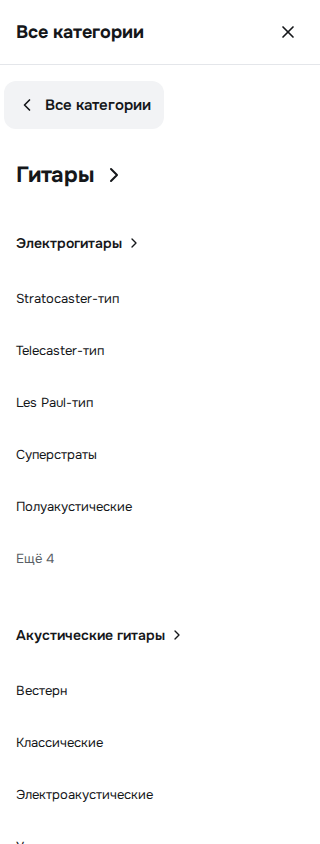 Все категории
Все категории
Гитары
Электрогитары
Stratocaster-тип
Telecaster-тип
Les Paul-тип
Суперстраты
Полуакустические
Ещё 4
Акустические гитары
Вестерн
Классические
Электроакустические